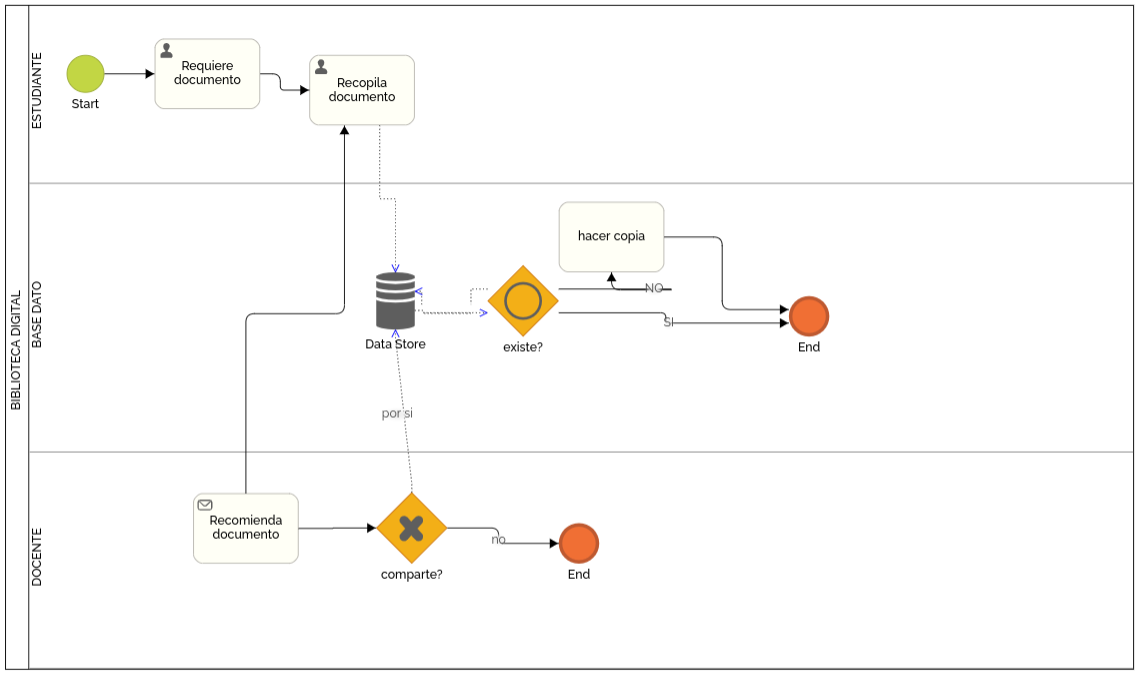 BIBLIOTECA DIGITAL
ESTUDIANTE
Start
Requiere
documento
Recopila
documento
BASE DATO
Data Store
existe?
hacer copia
NO
SI
End
por si
DOCENTE
Recomienda
documento
comparte?
no
End